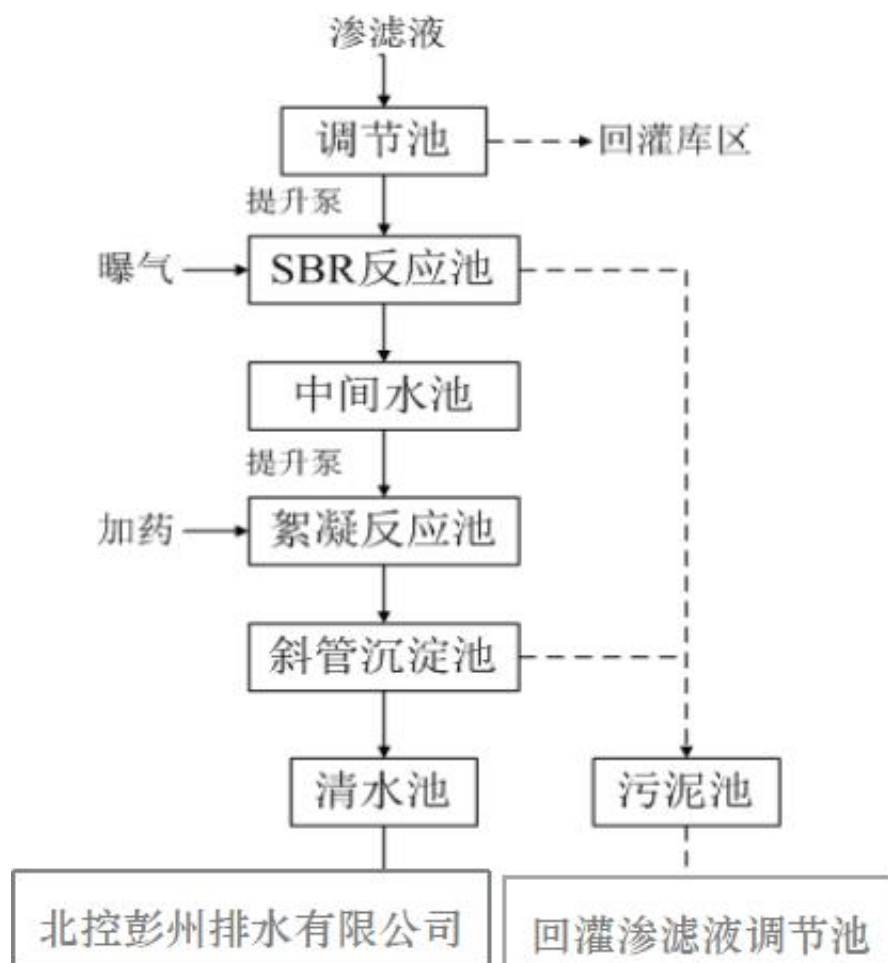 渗滤液
调节池
回灌库区
提升泵
曝气
SBR反应池
中间水池
提升泵
加药
絮凝反应池
斜管沉淀池
清水池
污泥池
北控彭州排水有限公司
回灌渗滤液调节池